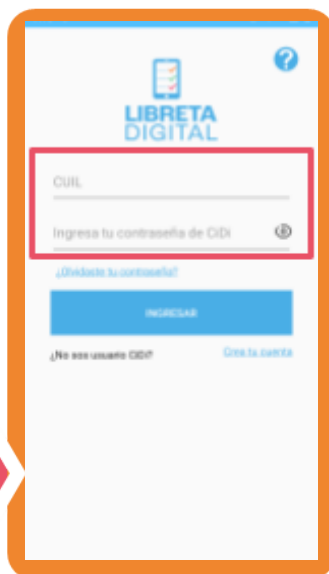 ?
LIBRETA
DIGITAL
CUIL
Ingresa tu contraseña de CiDi
¿Olvidaste tu contraseña?
INGRESAR
¿No sos usuario CiDi? Crea tu cuenta